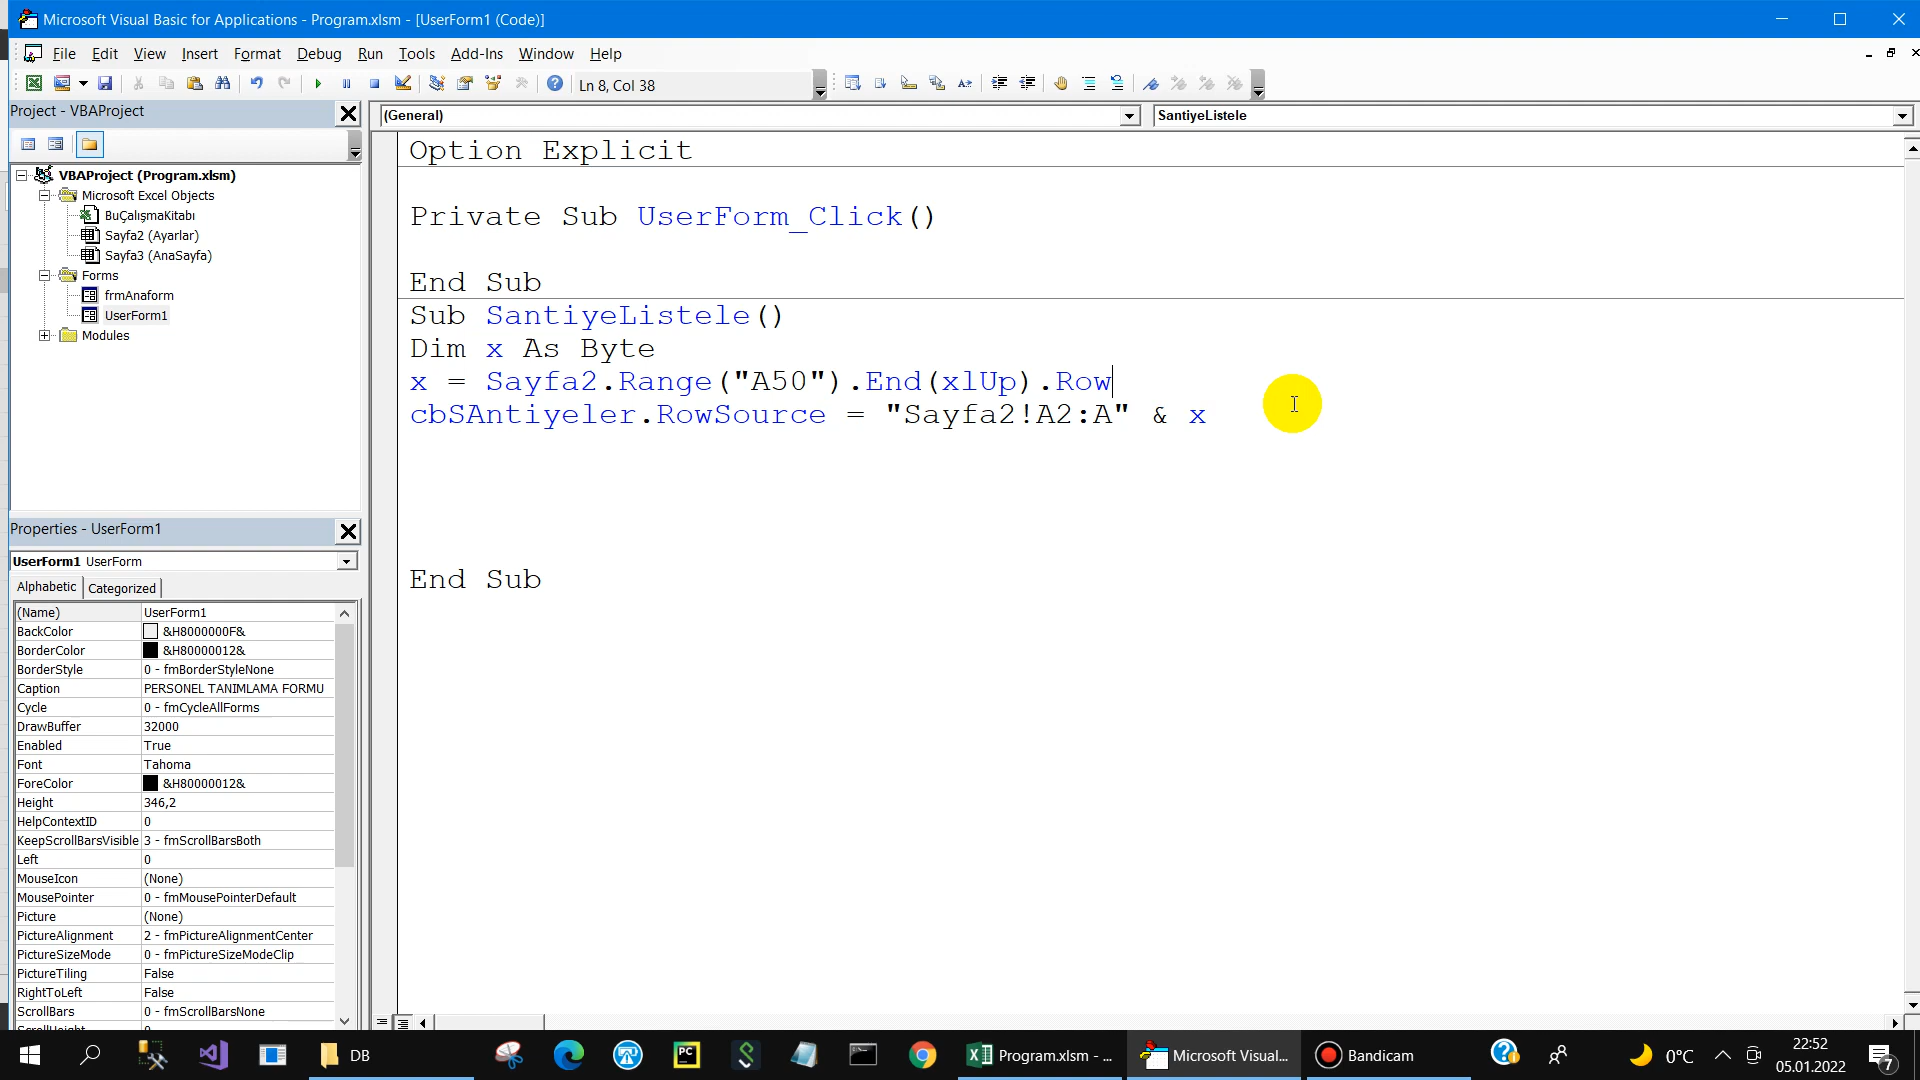 Microsoft Visual Basic for Applications - Program.xlsm - [UserForm1 (Code)]
File Edit View Insert Format Debug Run Tools Add-Ins Window Help
Ln 8, Col 38
Project - VBAProject
(General)
SantiyeListele
VBAProject (Program.xlsm)
Microsoft Excel Objects
BuÇalışmaKitabı
Sayfa2 (Ayarlar)
Sayfa3 (AnaSayfa)
Forms
frmAnaform
UserForm1
Modules
Option Explicit
Private Sub UserForm_Click()
End Sub
Sub SantiyeListele()
Dim x As Byte
x = Sayfa2.Range("A50").End(xlUp).Row
cbSAntiyeler.RowSource = "Sayfa2!A2:A" & x
End Sub
Properties - UserForm1
UserForm1 UserForm
Alphabetic Categorized
(Name) UserForm1
BackColor &H8000000F&
BorderColor &H80000012&
BorderStyle 0 - fmBorderStyleNone
Caption PERSONEL TANIMLAMA FORMU
Cycle 0 - fmCycleAllForms
DrawBuffer 32000
Enabled True
Font Tahoma
ForeColor &H80000012&
Height 346,2
HelpContextID 0
KeepScrollBarsVisible 3 - fmScrollBarsBoth
Left 0
MouseIcon (None)
MousePointer 0 - fmMousePointerDefault
Picture (None)
PictureAlignment 2 - fmPictureAlignmentCenter
PictureSizeMode 0 - fmPictureSizeModeClip
PictureTiling False
RightToLeft False
ScrollBars 0 - fmScrollBarsNone
DB
PC
Program.xlsm - ...
Microsoft Visual...
Bandicam
0°C
22:52
05.01.2022
7